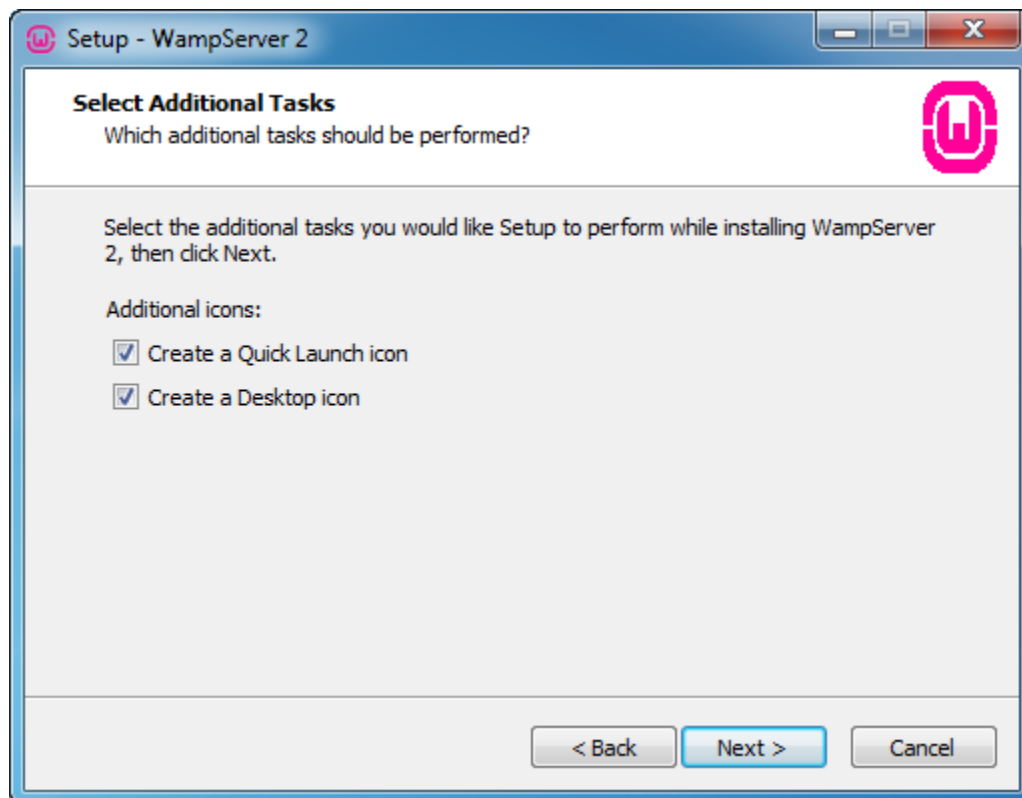 Setup - WampServer 2
Select Additional Tasks
Which additional tasks should be performed?
Select the additional tasks you would like Setup to perform while installing WampServer
2, then click Next.
Additional icons:
Create a Quick Launch icon
Create a Desktop icon
< Back Next > Cancel